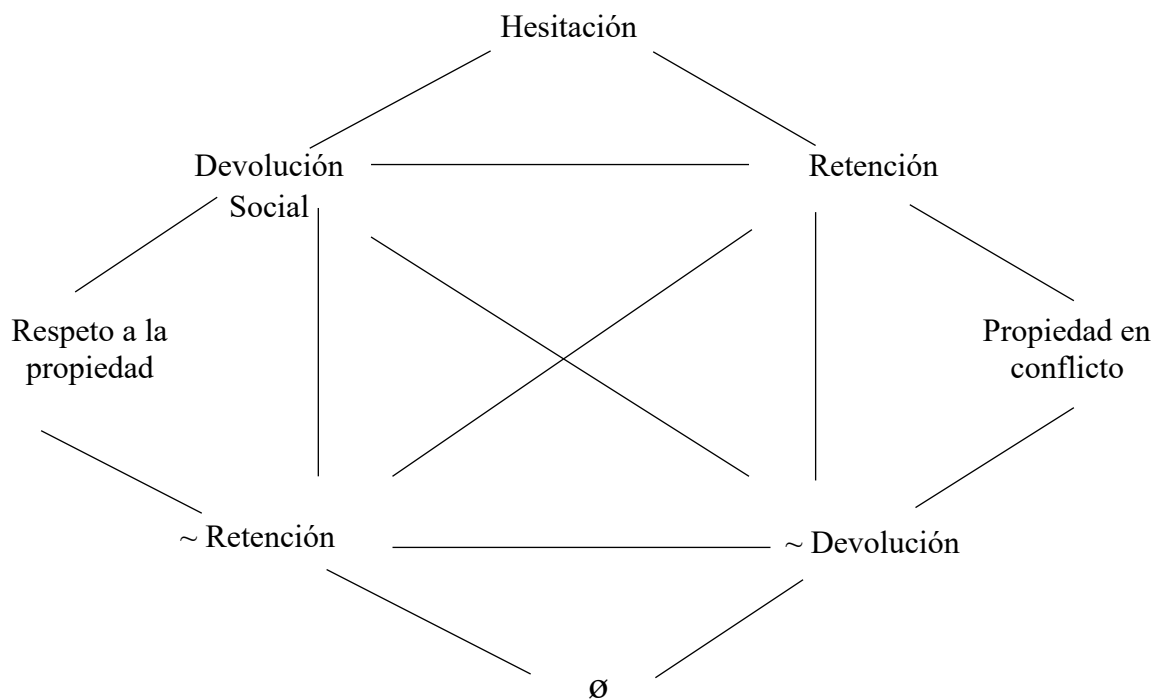 Hesitación
Devolución
Social
Retención
Respeto a la
propiedad
Propiedad en
conflicto
~ Retención
~ Devolución
ø